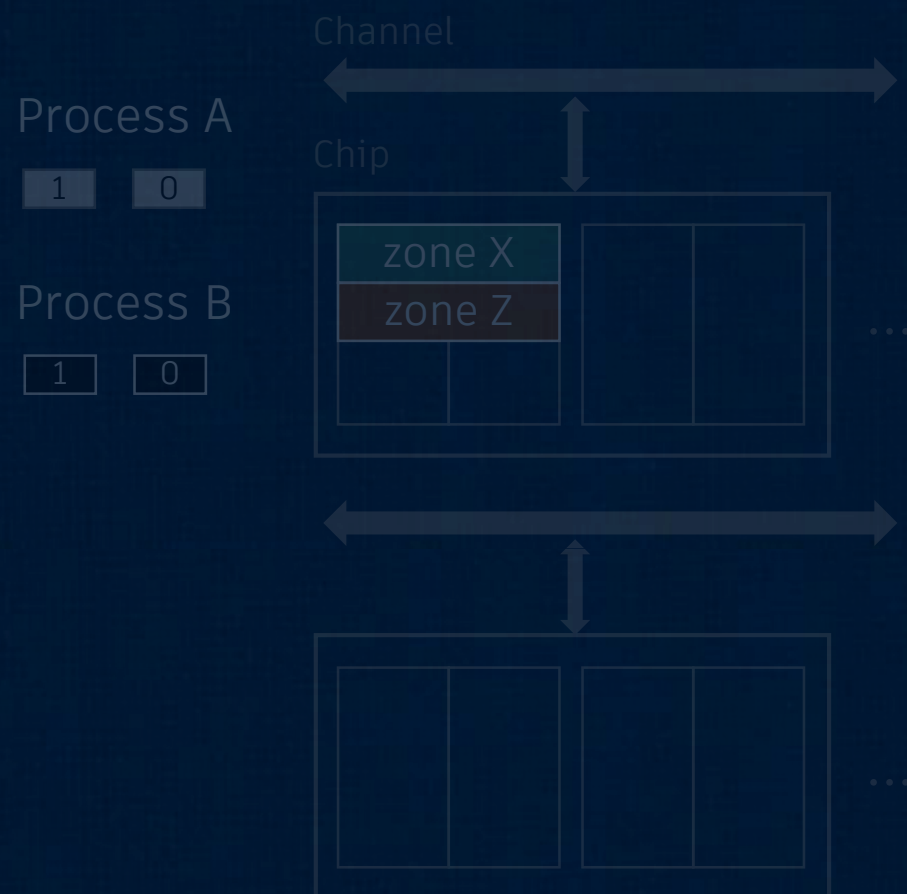 Channel
Process A
Chip
1 0
zone X
Process B
zone Z
...
1 0
...